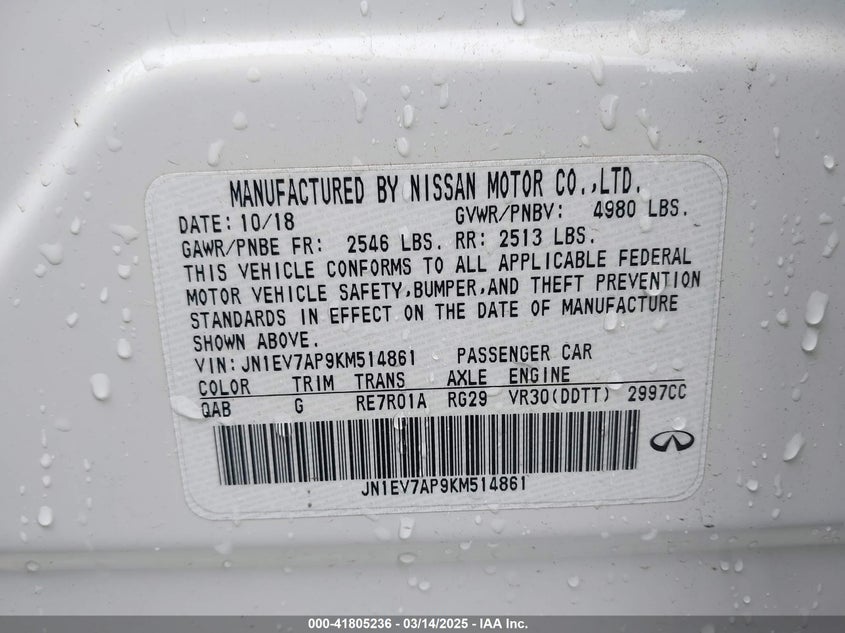 MANUFACTURED BY NISSAN MOTOR CO.,LTD.
DATE: 10/18 GVWR/PNBV: 4980 LBS.
GAWR/PNBE FR: 2546 LBS. RR: 2513 LBS.
THIS VEHICLE CONFORMS TO ALL APPLICABLE FEDERAL
MOTOR VEHICLE SAFETY,BUMPER,AND THEFT PREVENTION
STANDARDS IN EFFECT ON THE DATE OF MANUFACTURE
SHOWN ABOVE.
VIN:JN1EV7AP9KM514861 PASSENGER CAR
COLOR TRIM TRANS AXLE ENGINE
QAB G RE7R01A RG29 VR30(DDTT) 2997CC
JN1EV7AP9KM514861
000-41805236 - 03/14/2025 - IAA Inc.